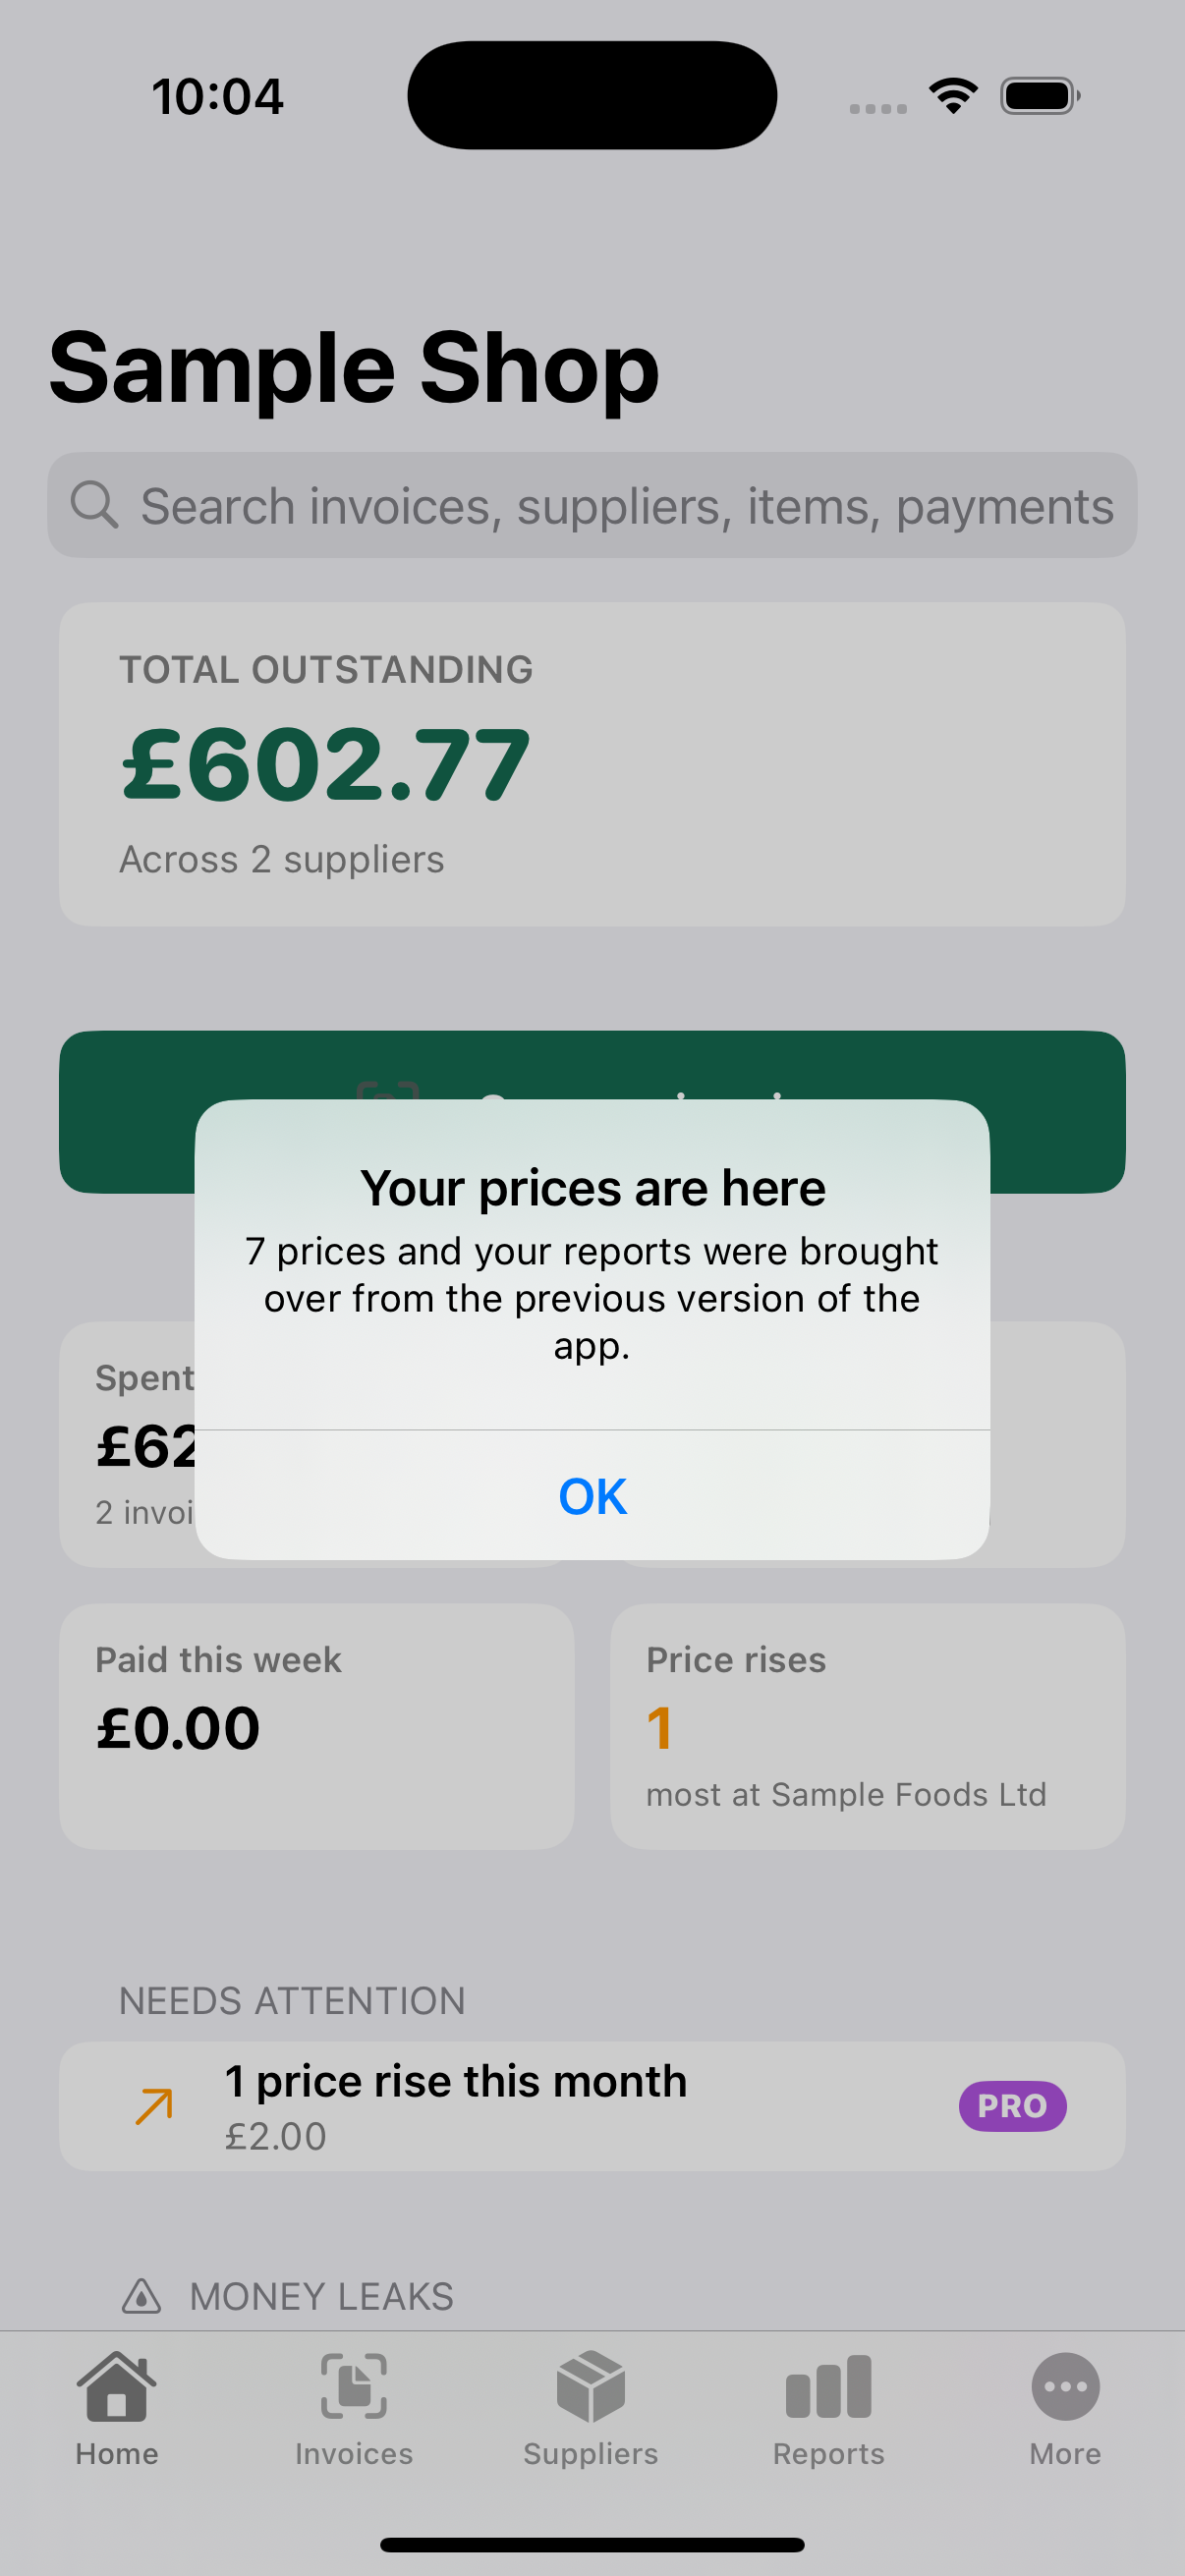 10:04
Sample Shop
Search invoices, suppliers, items, payments
TOTAL OUTSTANDING
£602.77
Across 2 suppliers
Your prices are here
7 prices and your reports were brought
over from the previous version of the
app.
OK
Spent
2
Paid this week
£0.00
Price rises
1
most at Sample Foods Ltd
NEEDS ATTENTION
1 price rise this month
£2.00
PRO
MONEY LEAKS
Home
Invoices
Suppliers
Reports
More